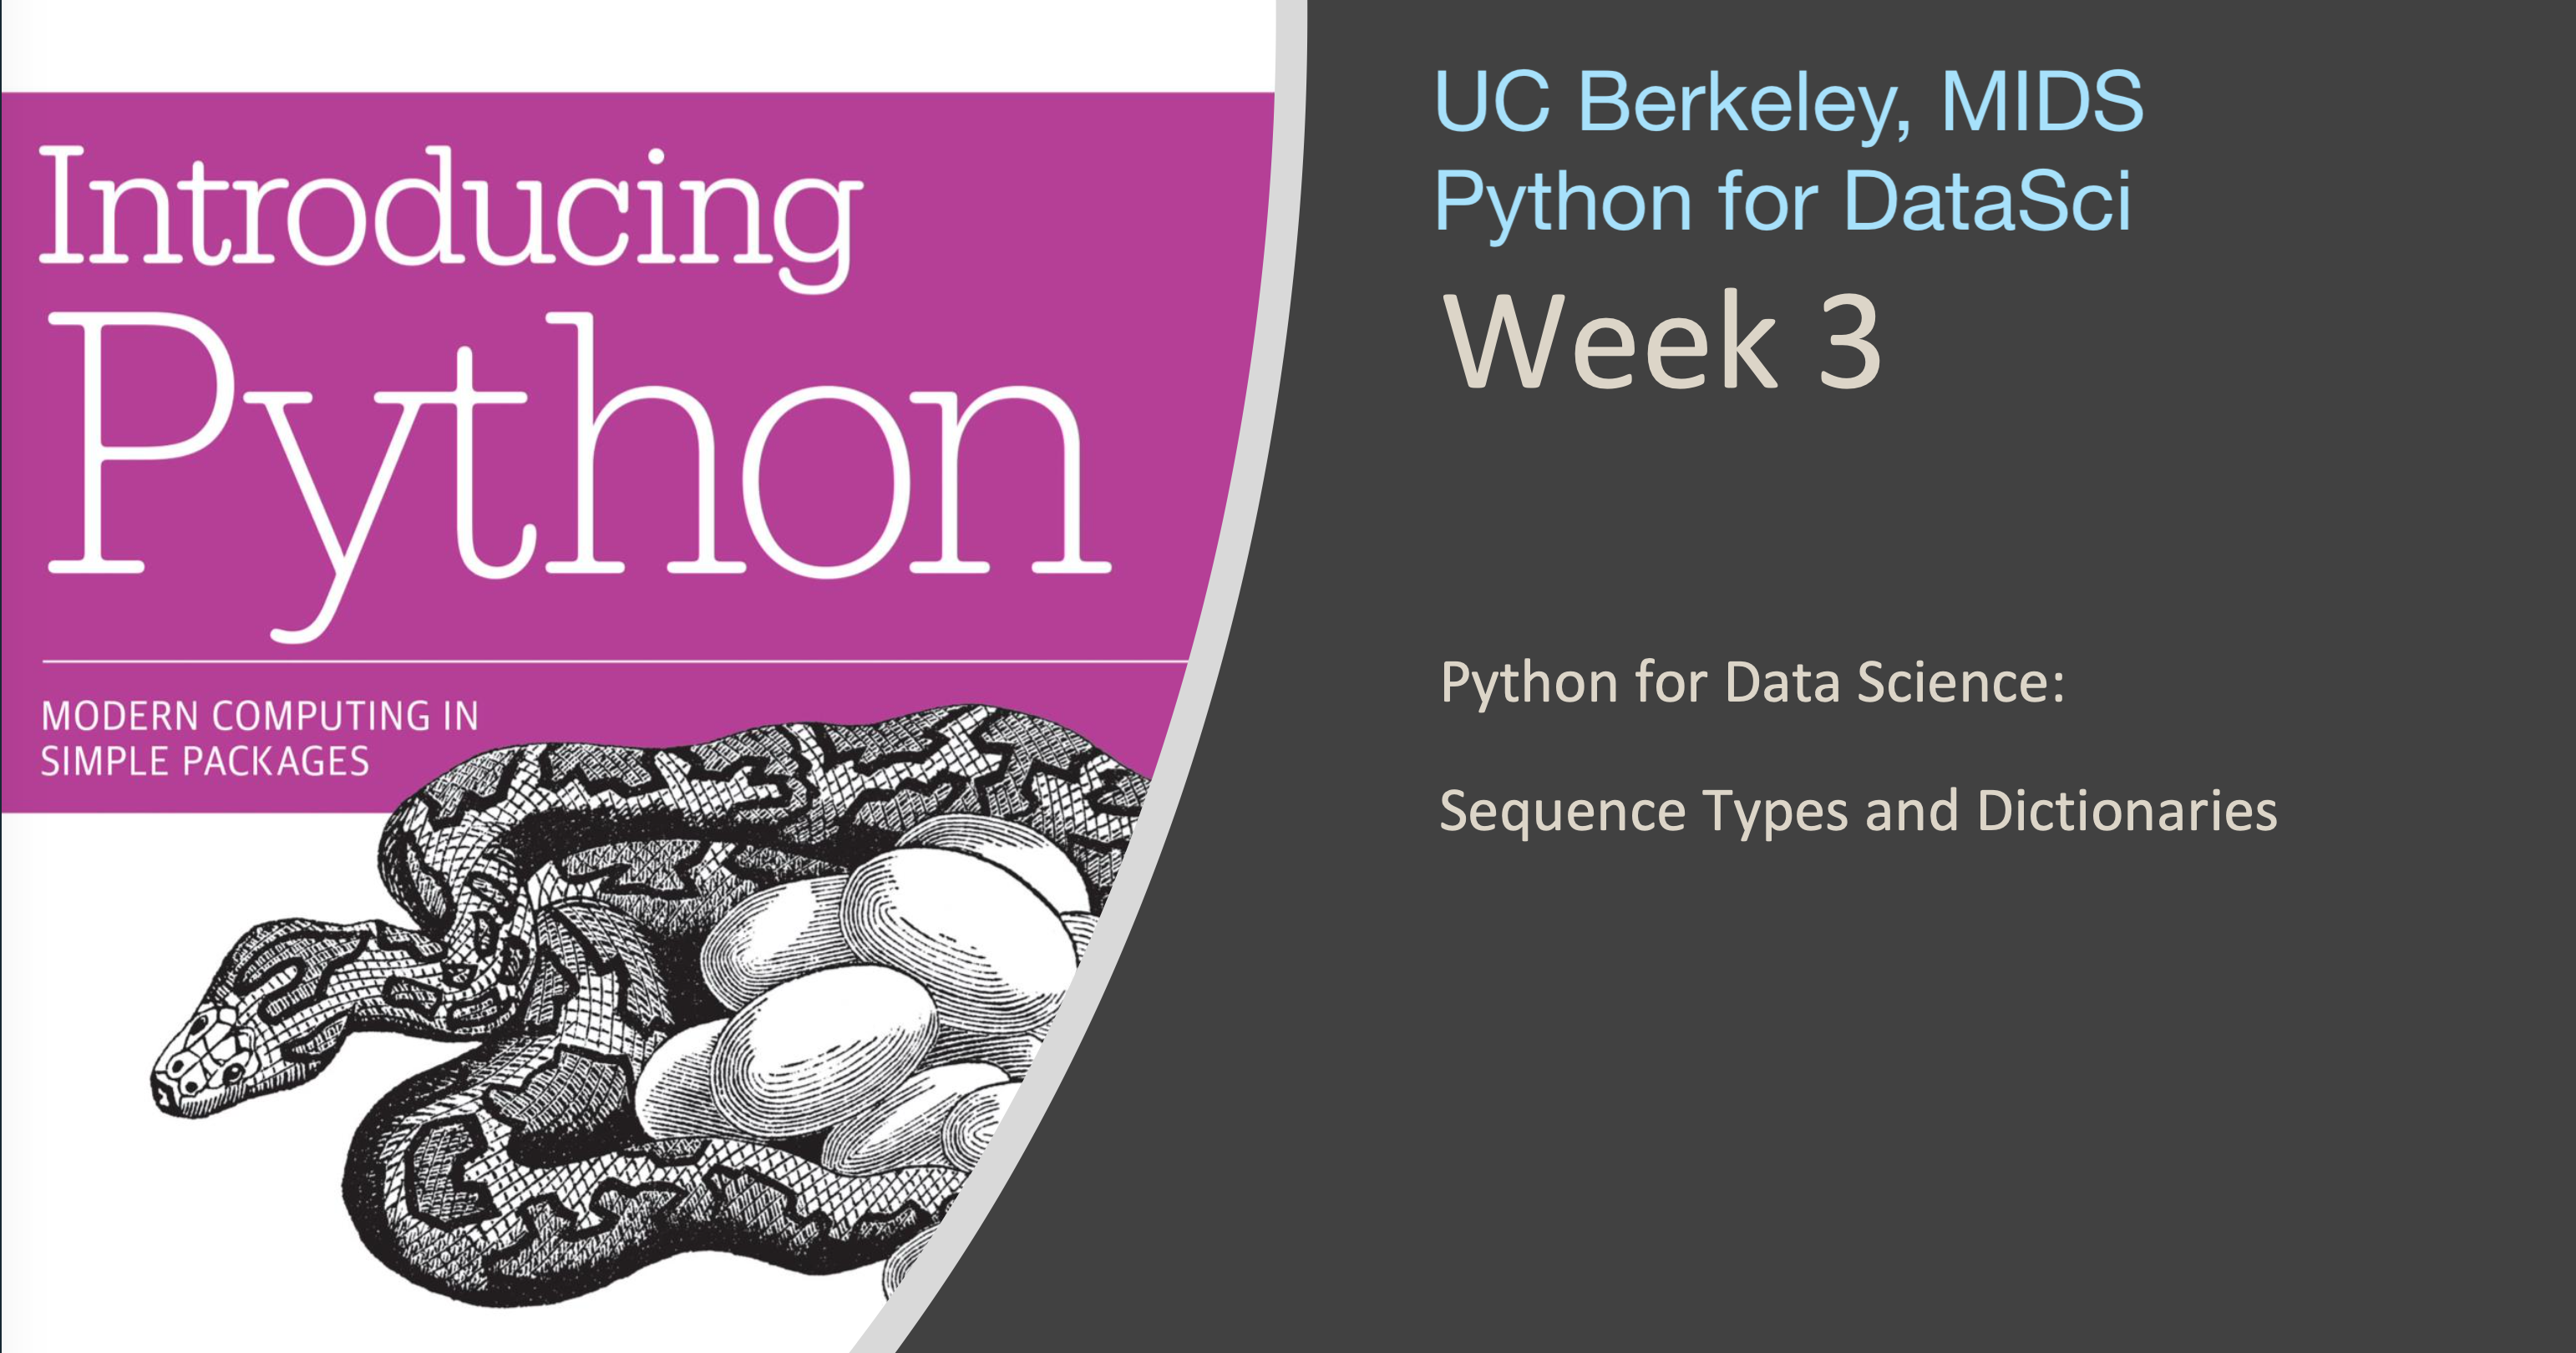 Introducing
Python
MODERN COMPUTING IN
SIMPLE PACKAGES
UC Berkeley, MIDS
Python for DataSci
Week 3
Python for Data Science:
Sequence Types and Dictionaries